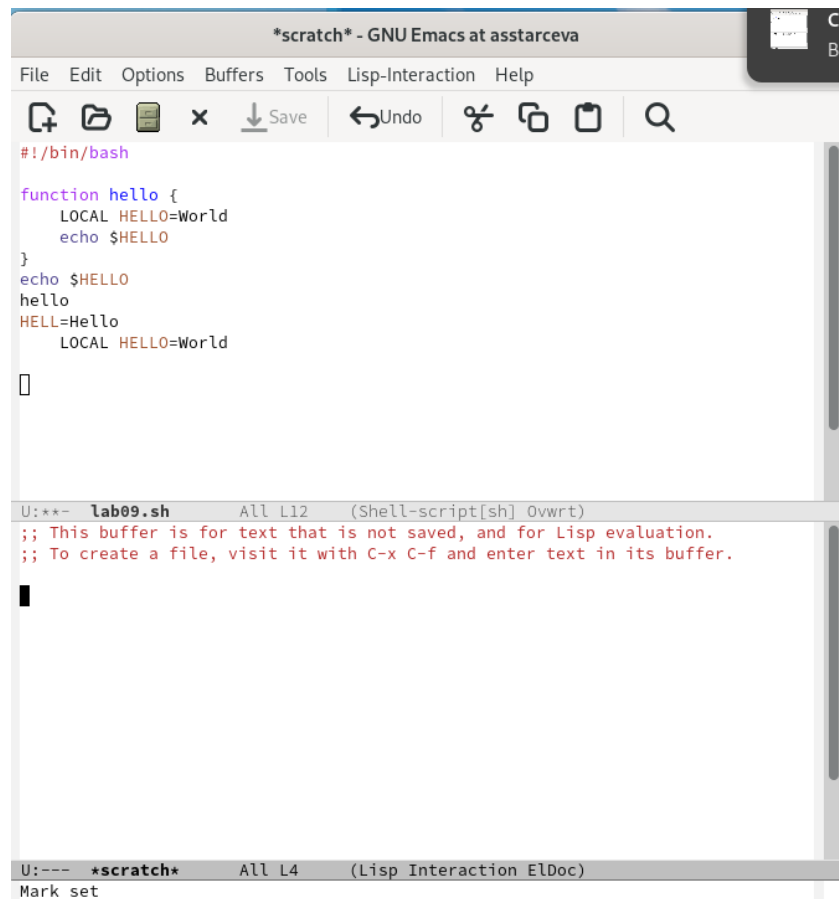 *scratch* - GNU Emacs at asstarceva
C
B
File Edit Options Buffers Tools Lisp-Interaction Help
Save Undo
#!/bin/bash
function hello {
    LOCAL HELLO=World
    echo $HELLO
}
echo $HELLO
hello
HELL=Hello
    LOCAL HELLO=World
U:**-  lab09.sh      All L12    (Shell-script[sh] Ovwrt)
;; This buffer is for text that is not saved, and for Lisp evaluation.
;; To create a file, visit it with C-x C-f and enter text in its buffer.
U:---  *scratch*      All L4     (Lisp Interaction ElDoc)
Mark set